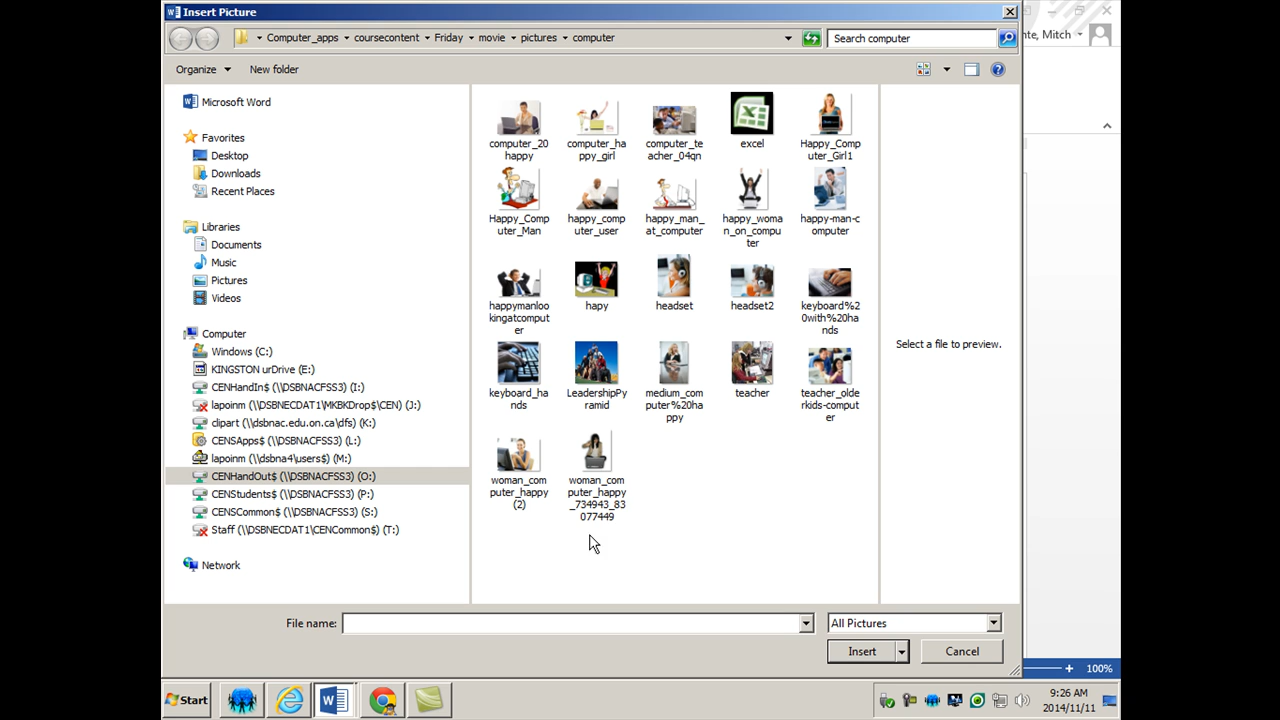 Insert Picture
Computer_apps coursecontent Friday movie pictures computer
Search computer
Mitch
Organize
New folder
Microsoft Word
Favorites
Desktop
Downloads
Recent Places
Libraries
Documents
Music
Pictures
Videos
Computer
Windows (C:)
KINGSTON urDrive (E:)
CENHandIn$ (\\DSBNACFSS3) (I:)
lapoinm (\\DSBNECDAT1\MKBKDrop$\CEN) (J:)
clipart (\\dsbnac.edu.on.ca\dfs) (K:)
CENSApps$ (\\DSBNACFSS3) (L:)
lapoinm (\\dsbna4\users$) (M:)
CENHandOut$ (\\DSBNACFSS3) (O:)
CENStudents$ (\\DSBNACFSS3) (P:)
CENSCommon$ (\\DSBNACFSS3) (S:)
Staff (\\DSBNECDAT1\CENCommon$) (T:)
Network
computer_20
happy
computer_ha
ppy_girl
computer_te
acher_04qn
excel
Happy_Comp
uter_Girl1
Happy_Comp
uter_Man
happy_comp
uter_user
happy_man_
at_computer
happy_woma
n_on_compu
ter
happy-man-c
omputer
happymanloo
kingatcomput
er
hapy
headset
headset2
keyboard%2
0with%20ha
nds
keyboard_ha
nds
LeadershipPy
ramid
medium_com
puter%20ha
ppy
teacher
teacher_olde
rkids-comput
er
woman_com
puter_happy
(2)
woman_com
puter_happy
_734943_83
077449
Select a file to preview.
File name:
All Pictures
Insert
Cancel
100%
Start
9:26 AM
2014/11/11